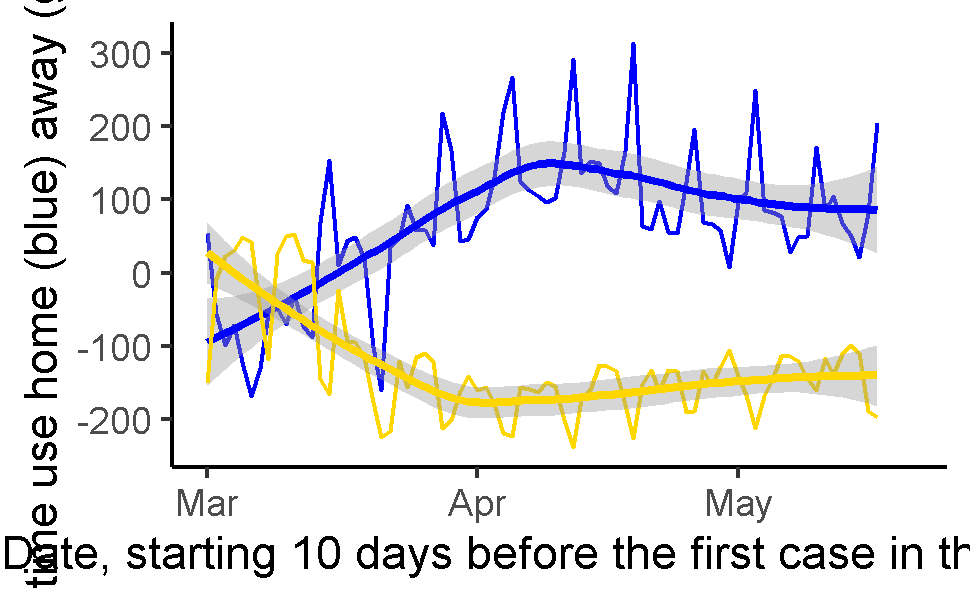 time use home (blue) away (
300
200
100
0
-100
-200
Mar Apr May
Date, starting 10 days before the first case in th